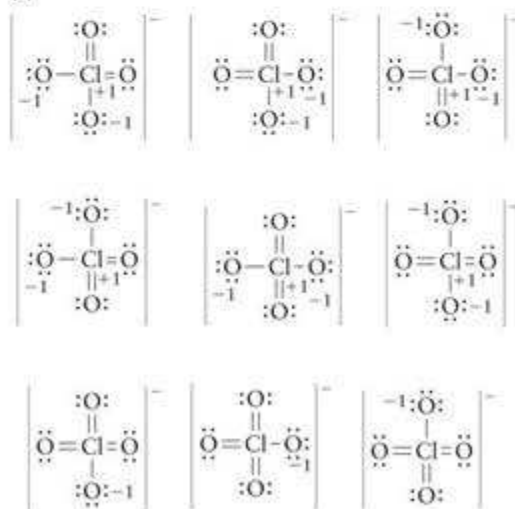 :O: − :O: − −1:O: −
:O−Cl=O O=Cl−O: O=Cl−O:
−1 +1 +1 −1 +1 −1
:O:−1 :O:−1 :O:
−1:O: − :O: − −1:O: −
:O−Cl=O :O−Cl−O: O=Cl=O
−1 +1 −1 +1 −1 +1
:O: :O: :O:−1
:O: − :O: − −1:O: −
O=Cl=O O=Cl−O: O=Cl=O
−1
:O:−1 :O: :O: